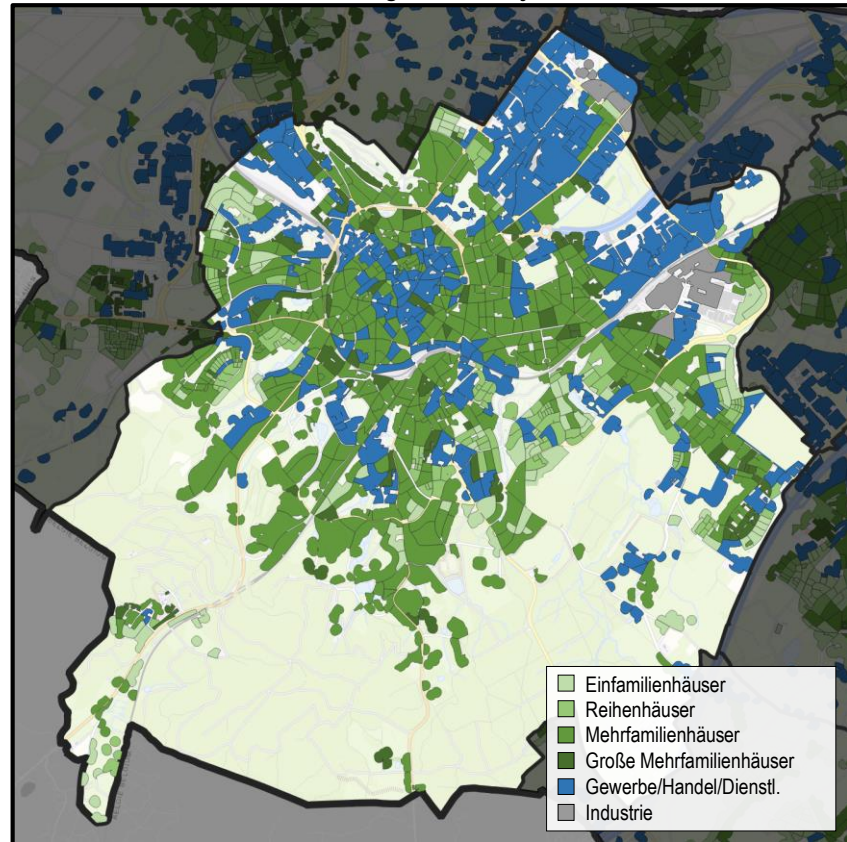 Einfamilienhäuser
Reihenhäuser
Mehrfamilienhäuser
Große Mehrfamilienhäuser
Gewerbe/Handel/Dienstl.
Industrie